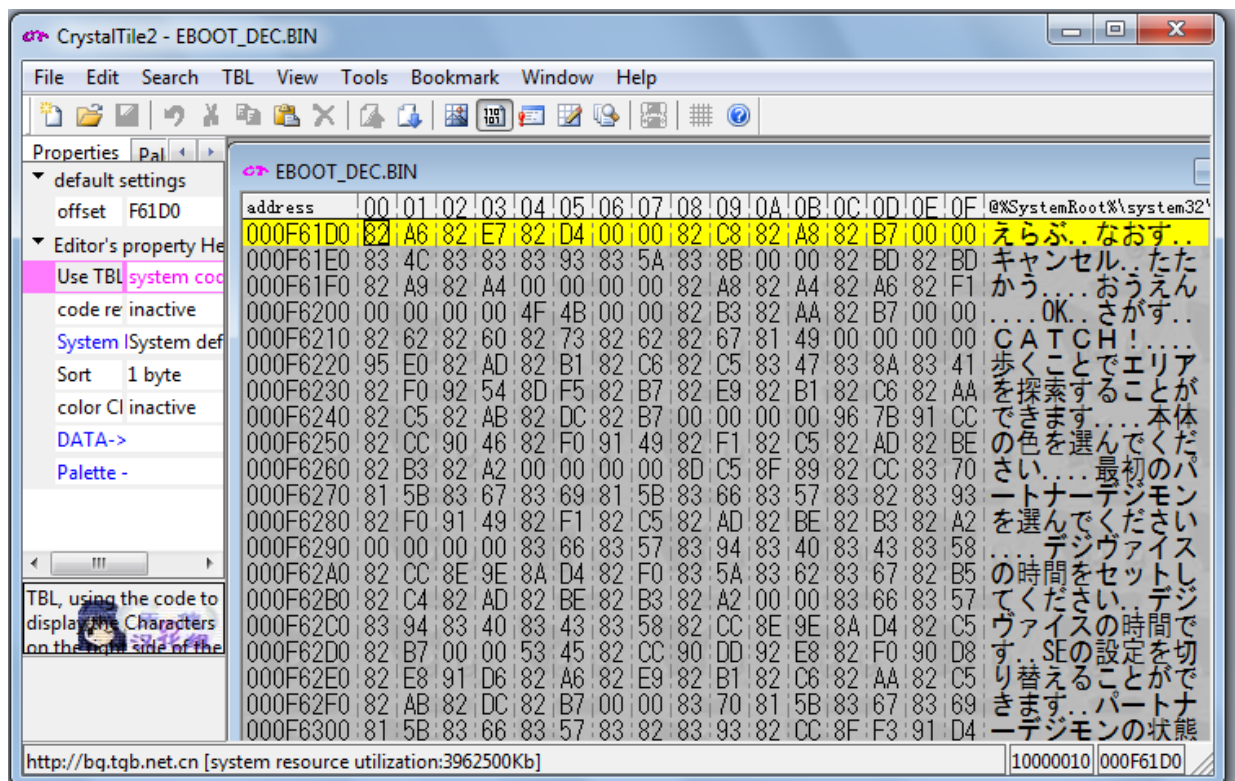 CrystalTile2 - EBOOT_DEC.BIN
File Edit Search TBL View Tools Bookmark Window Help
Properties Pal
default settings
offset F61D0
Editor's property He
Use TBL system cod
code re inactive
System I System def
Sort 1 byte
color Cl inactive
DATA->
Palette -
TBL, using the code to
display the Characters
on the right side of the
EBOOT_DEC.BIN
address 00 01 02 03 04 05 06 07 08 09 0A 0B 0C 0D 0E 0F @%SystemRoot%\system32\
000F61D0 82 A6 82 E7 82 D4 00 00 82 C8 82 A8 82 B7 00 00 えらぶ..なおす..
000F61E0 83 4C 83 83 83 93 83 5A 83 8B 00 00 82 BD 82 BD キャンセル..たた
000F61F0 82 A9 82 A4 00 00 00 00 82 A8 82 A4 82 A6 82 F1 かう....おうえん
000F6200 00 00 00 00 4F 4B 00 00 82 B3 82 AA 82 B7 00 00 ....OK..さがす..
000F6210 82 62 82 60 82 73 82 62 82 67 81 49 00 00 00 00 ＣＡＴＣＨ！....
000F6220 95 E0 82 AD 82 B1 82 C6 82 C5 83 47 83 8A 83 41 歩くことでエリア
000F6230 82 F0 92 54 8D F5 82 B7 82 E9 82 B1 82 C6 82 AA を探索することが
000F6240 82 C5 82 AB 82 DC 82 B7 00 00 00 00 96 7B 91 CC できます....本体
000F6250 82 CC 90 46 82 F0 91 49 82 F1 82 C5 82 AD 82 BE の色を選んでくだ
000F6260 82 B3 82 A2 00 00 00 00 8D C5 8F 89 82 CC 83 70 さい....最初のパ
000F6270 81 5B 83 67 83 69 81 5B 83 66 83 57 83 82 83 93 ートナーデジモン
000F6280 82 F0 91 49 82 F1 82 C5 82 AD 82 BE 82 B3 82 A2 を選んでください
000F6290 00 00 00 00 83 66 83 57 83 94 83 40 83 43 83 58 ....デジヴァイス
000F62A0 82 CC 8E 9E 8A D4 82 F0 83 5A 83 62 83 67 82 B5 の時間をセットし
000F62B0 82 C4 82 AD 82 BE 82 B3 82 A2 00 00 83 66 83 57 てください..デジ
000F62C0 83 94 83 40 83 43 83 58 82 CC 8E 9E 8A D4 82 C5 ヴァイスの時間で
000F62D0 82 B7 00 00 53 45 82 CC 90 DD 92 E8 82 F0 90 D8 す..SEの設定を切
000F62E0 82 E8 91 D6 82 A6 82 E9 82 B1 82 C6 82 AA 82 C5 り替えることがで
000F62F0 82 AB 82 DC 82 B7 00 00 83 70 81 5B 83 67 83 69 きます..パートナ
000F6300 81 5B 83 66 83 57 83 82 83 93 82 CC 8F F3 91 D4 ーデジモンの状態
http://bg.tgb.net.cn [system resource utilization:3962500Kb] 10000010 000F61D0